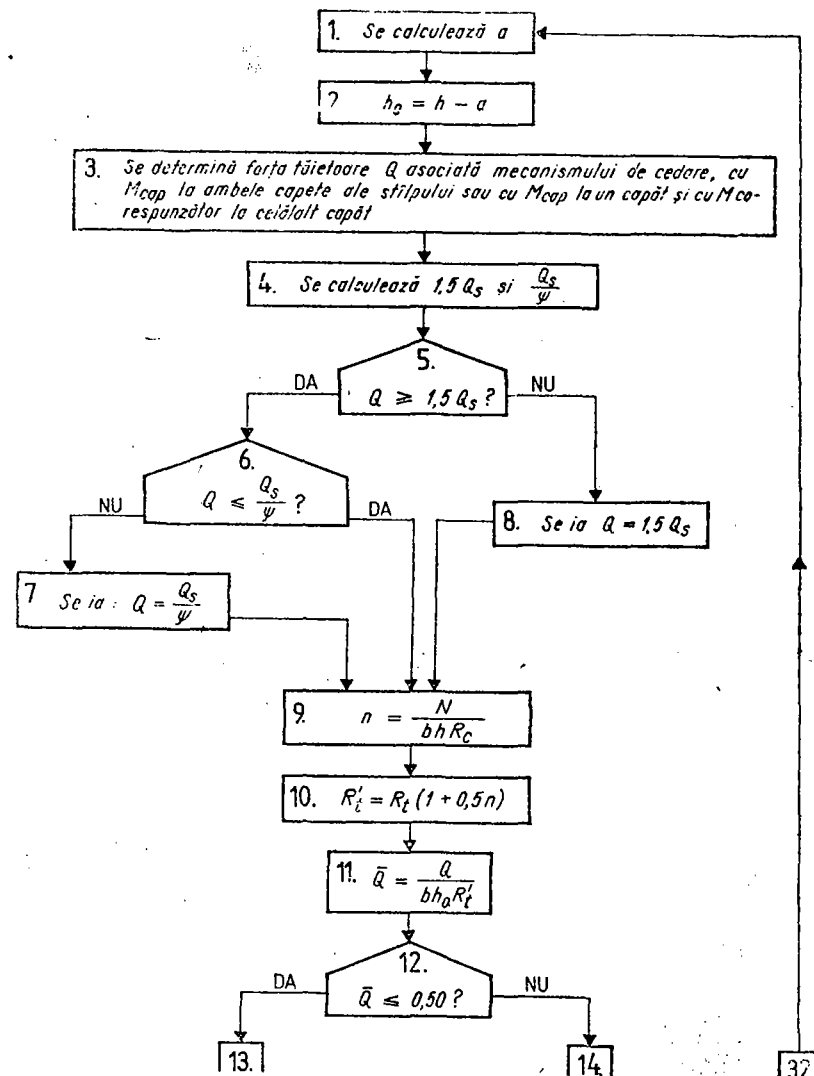 1. Se calculează a
2 h₀ = h − a
3. Se determină forța tăietoare Q asociată mecanismului de cedare, cu
Mcap la ambele capete ale stîlpului sau cu Mcap la un capăt și cu M co-
respunzător la celălalt capăt
4. Se calculează 1,5 Qs și Qs/ψ
5.
DA
Q ≥ 1,5 Qs ?
NU
6.
NU
Q ≤ Qs/ψ ?
DA
8. Se ia Q = 1,5 Qs
7 Se ia : Q = Qs/ψ
9. n = N/bhRc
10. R't = Rt (1 + 0,5n)
11. Q̄ = Q/bh₀R't
12.
DA
Q̄ ≤ 0,50 ?
NU
13.
14
32